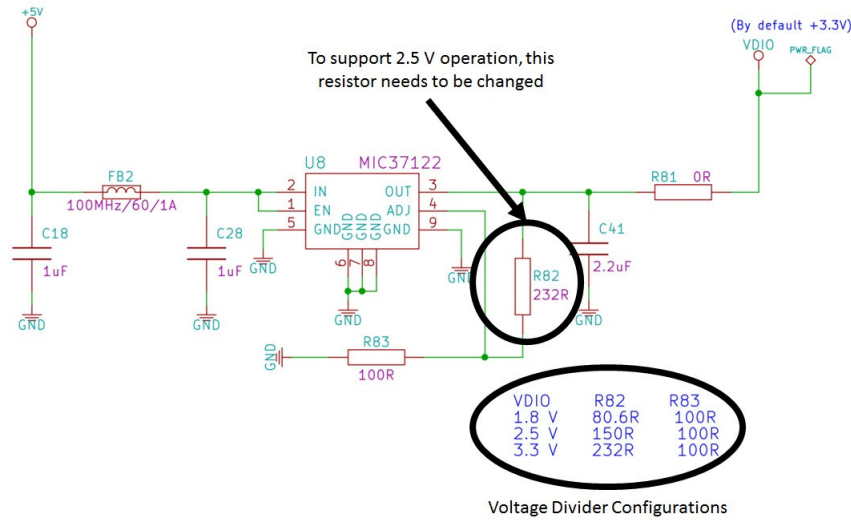 +5V
(By default +3.3V)
VDIO
PWR_FLAG
To support 2.5 V operation, this
resistor needs to be changed
U8 MIC37122
R81 0R
FB2
100MHz/60/1A
2 IN OUT 3
1 EN ADJ 4
5 GND GND GND GND GND 9
6 7 8
C18
1uF
GND
C28
1uF
GND
GND
GND
GND
R82
232R
C41
2.2uF
GND
GND
R83
100R
VDIO R82 R83
1.8 V 80.6R 100R
2.5 V 150R 100R
3.3 V 232R 100R
Voltage Divider Configurations